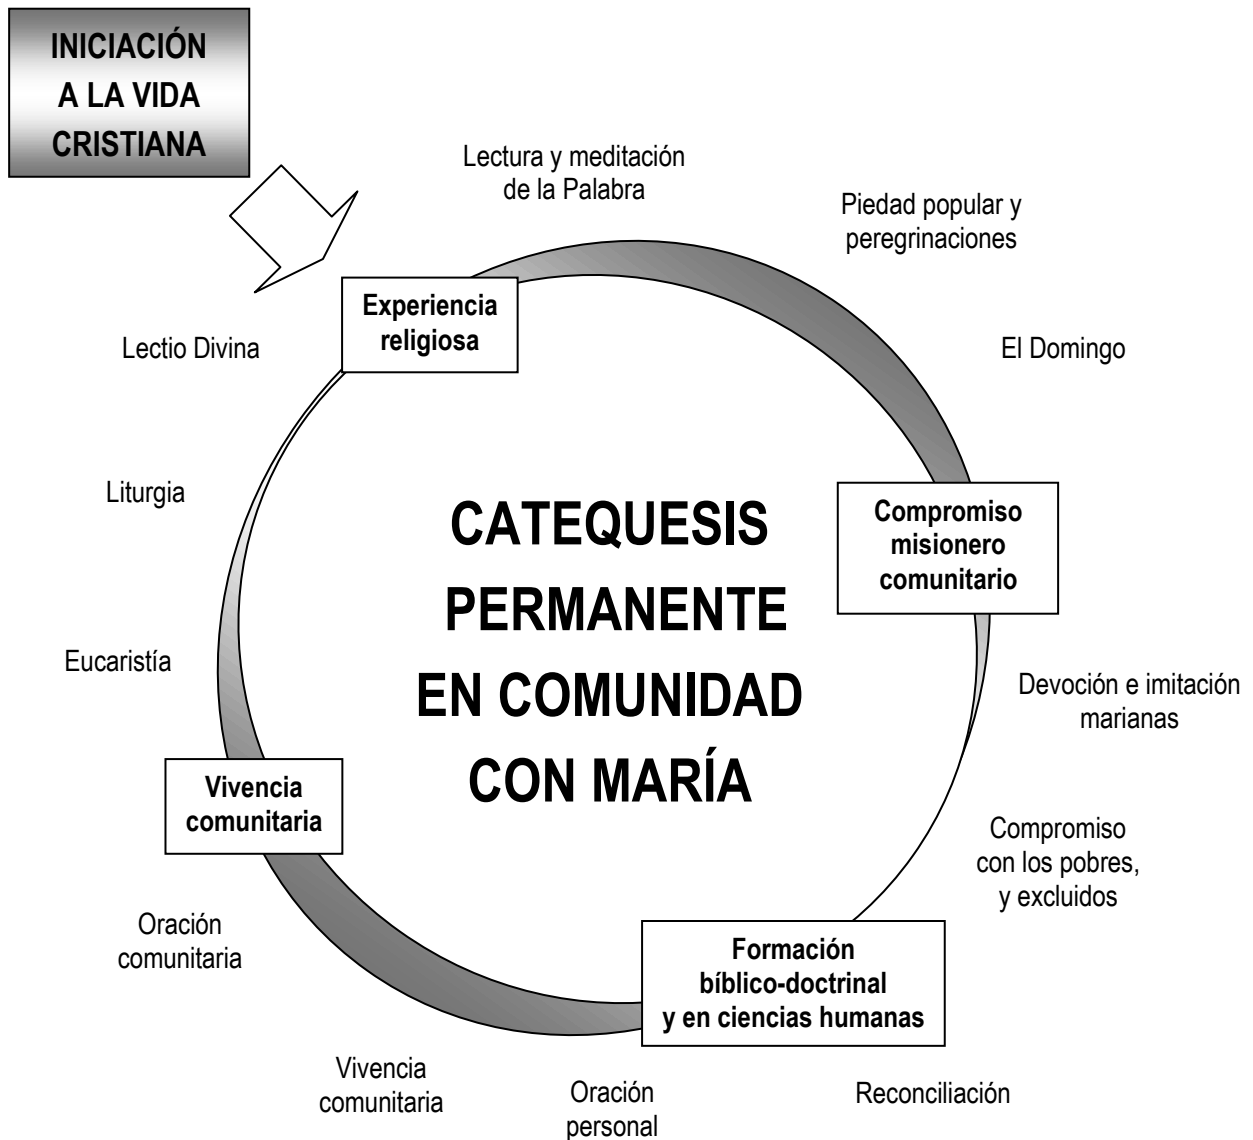 INICIACIÓN
A LA VIDA
CRISTIANA
Lectura y meditación
de la Palabra
Piedad popular y
peregrinaciones
Experiencia
religiosa
Lectio Divina
El Domingo
Liturgia
Compromiso
misionero
comunitario
CATEQUESIS
PERMANENTE
EN COMUNIDAD
CON MARÍA
Eucaristía
Devoción e imitación
marianas
Vivencia
comunitaria
Compromiso
con los pobres,
y excluidos
Oración
comunitaria
Formación
bíblico-doctrinal
y en ciencias humanas
Vivencia
comunitaria
Oración
personal
Reconciliación